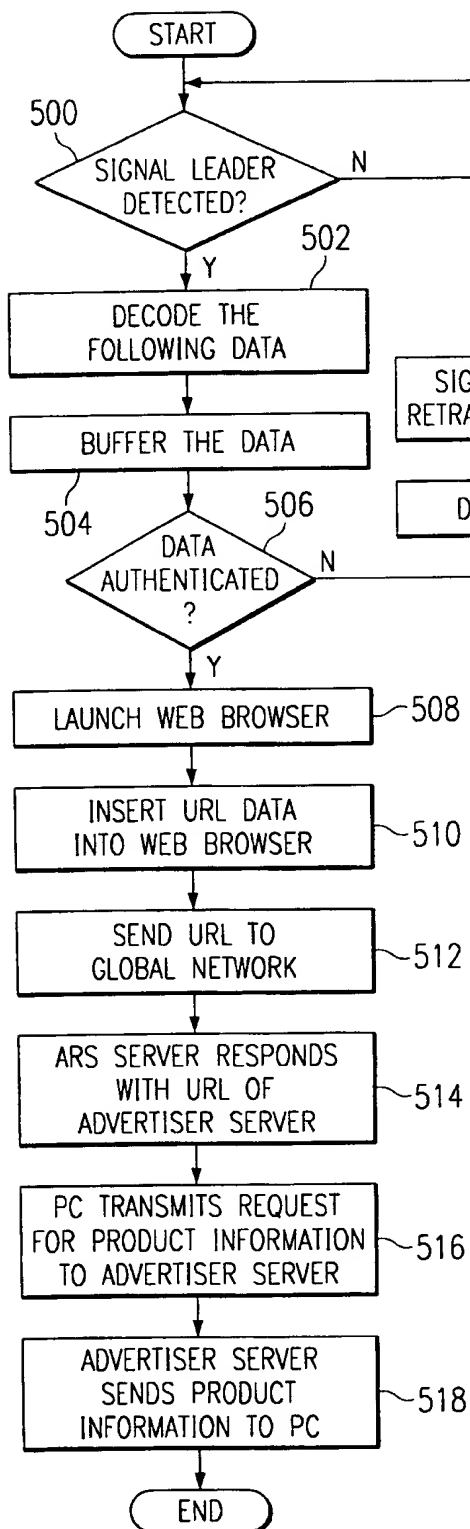 START
500
SIGNAL LEADER
DETECTED?
N
Y
502
DECODE THE
FOLLOWING DATA
BUFFER THE DATA
504
506
DATA
AUTHENTICATED
?
N
Y
LAUNCH WEB BROWSER
508
INSERT URL DATA
INTO WEB BROWSER
510
SEND URL TO
GLOBAL NETWORK
512
ARS SERVER RESPONDS
WITH URL OF
ADVERTISER SERVER
514
PC TRANSMITS REQUEST
FOR PRODUCT INFORMATION
TO ADVERTISER SERVER
516
ADVERTISER SERVER
SENDS PRODUCT
INFORMATION TO PC
518
END